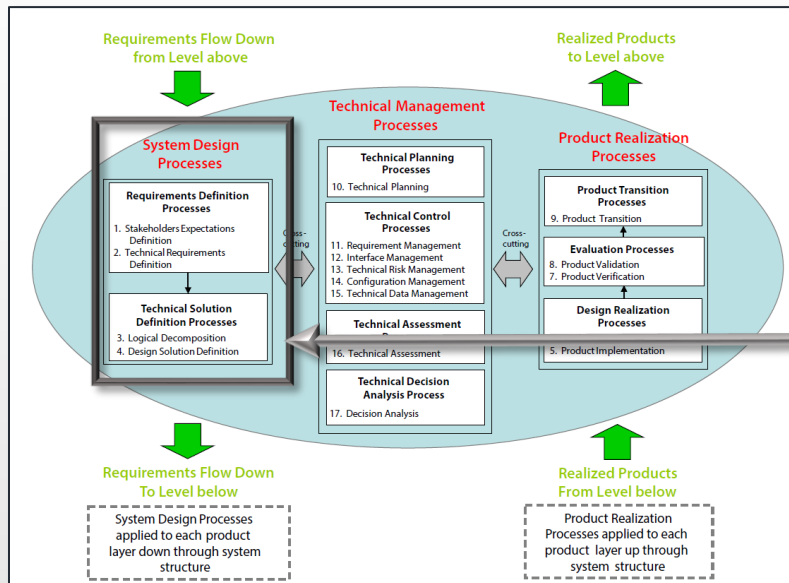 Requirements Flow Down
from Level above
Realized Products
to Level above
Technical Management
Processes
System Design
Processes
Requirements Definition
Processes
1. Stakeholders Expectations
Definition
2. Technical Requirements
Definition
Technical Solution
Definition Processes
3. Logical Decomposition
4. Design Solution Definition
Cross-
cutting
Technical Planning
Processes
10. Technical Planning
Technical Control
Processes
11. Requirement Management
12. Interface Management
13. Technical Risk Management
14. Configuration Management
15. Technical Data Management
Technical Assessment
16. Technical Assessment
Technical Decision
Analysis Process
17. Decision Analysis
Cross-
cutting
Product Realization
Processes
Product Transition
Processes
9. Product Transition
Evaluation Processes
8. Product Validation
7. Product Verification
Design Realization
Processes
5. Product Implementation
Requirements Flow Down
To Level below
Realized Products
From Level below
System Design Processes
applied to each product
layer down through system
structure
Product Realization
Processes applied to each
product layer up through
system structure